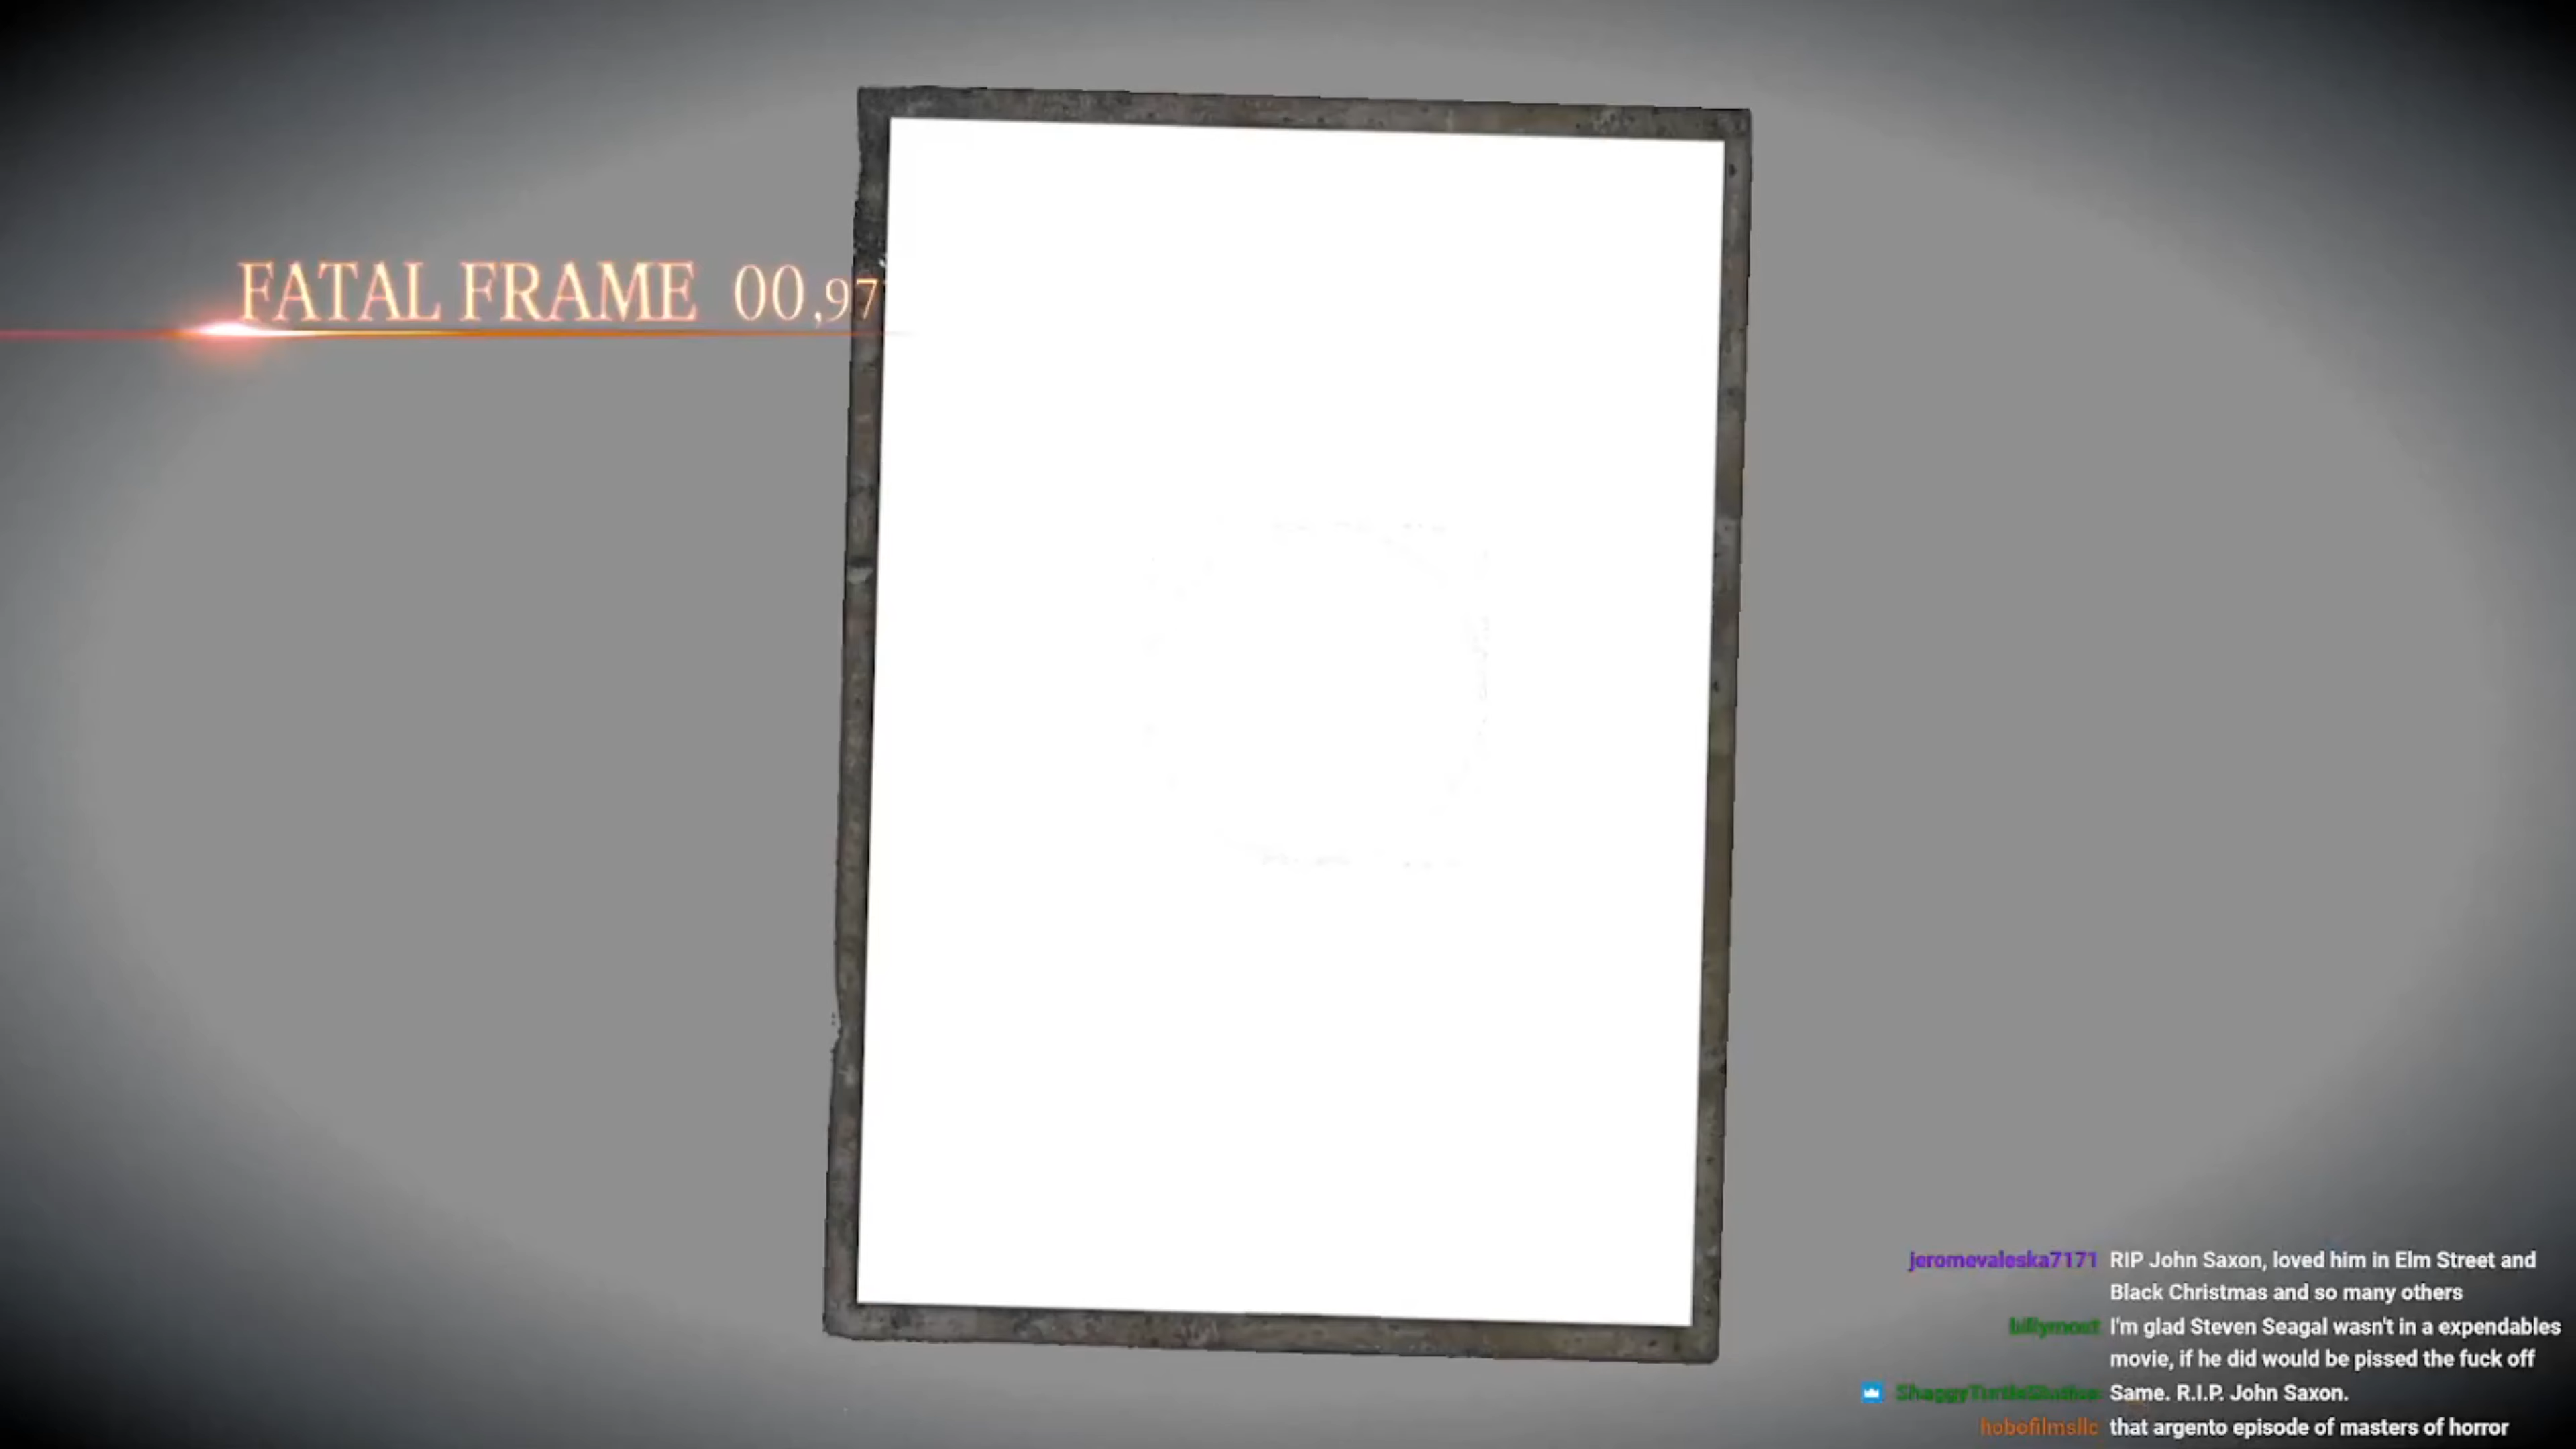 FATAL FRAME 00,97
jeromevaleska7171 RIP John Saxon, loved him in Elm Street and
Black Christmas and so many others
billymout I'm glad Steven Seagal wasn't in a expendables
movie, if he did would be pissed the fuck off
Same. R.I.P. John Saxon.
hobofilmsllc that argento episode of masters of horror